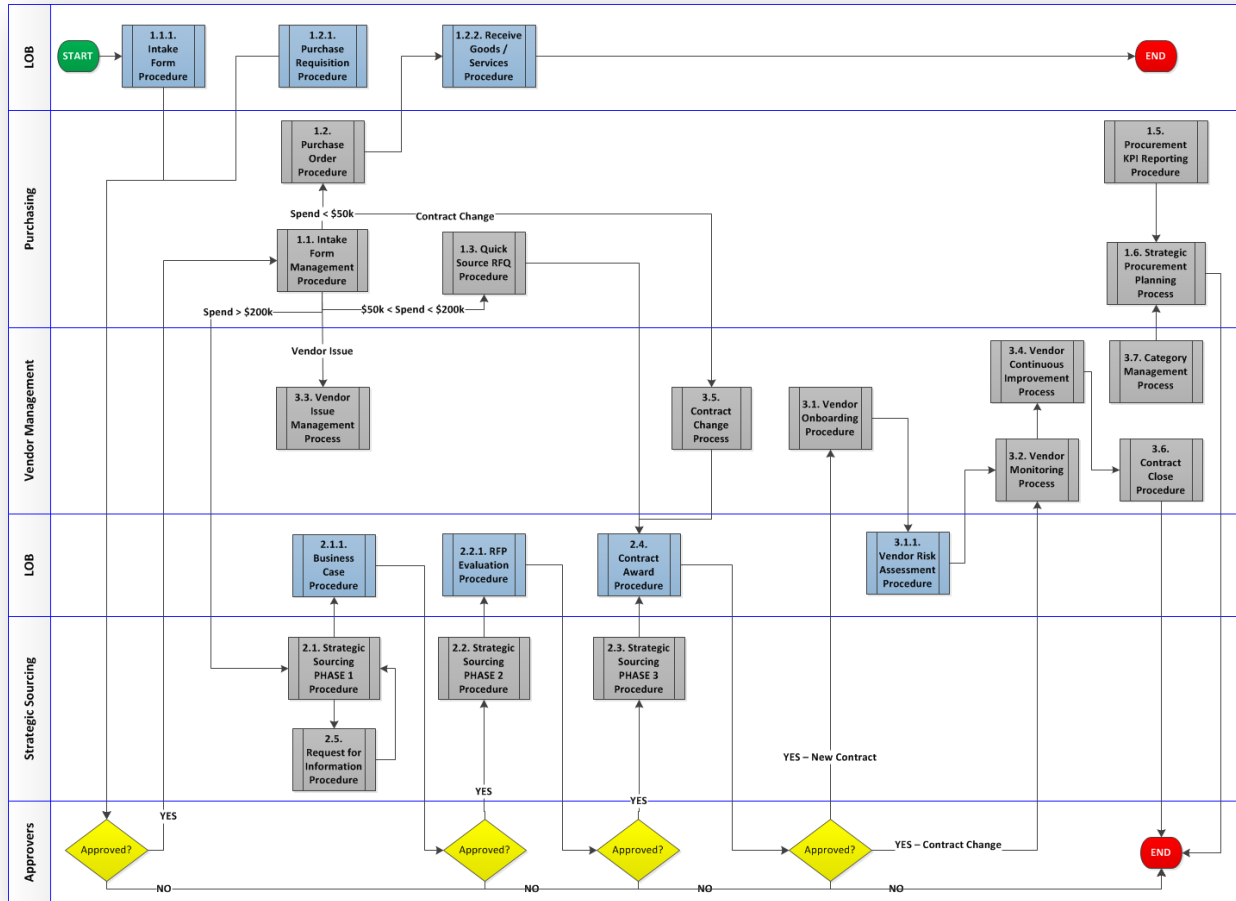 LOB
START
1.1.1.
Intake
Form
Procedure
1.2.1.
Purchase
Requisition
Procedure
1.2.2. Receive
Goods /
Services
Procedure
END
Purchasing
1.2.
Purchase
Order
Procedure
1.5.
Procurement
KPI Reporting
Procedure
Spend < $50k
Contract Change
1.1. Intake
Form
Management
Procedure
1.3. Quick
Source RFQ
Procedure
1.6. Strategic
Procurement
Planning
Process
Spend > $200k
$50k < Spend < $200k
Vendor Management
Vendor Issue
3.3. Vendor
Issue
Management
Process
3.5.
Contract
Change
Process
3.1. Vendor
Onboarding
Procedure
3.4. Vendor
Continuous
Improvement
Process
3.7. Category
Management
Process
3.2. Vendor
Monitoring
Process
3.6.
Contract
Close
Procedure
LOB
2.1.1.
Business
Case
Procedure
2.2.1. RFP
Evaluation
Procedure
2.4.
Contract
Award
Procedure
3.1.1.
Vendor Risk
Assessment
Procedure
Strategic Sourcing
2.1. Strategic
Sourcing
PHASE 1
Procedure
2.2. Strategic
Sourcing
PHASE 2
Procedure
2.3. Strategic
Sourcing
PHASE 3
Procedure
2.5.
Request for
Information
Procedure
YES – New Contract
YES
YES
YES
Approvers
Approved?
Approved?
Approved?
Approved?
YES – Contract Change
END
NO
NO
NO
NO